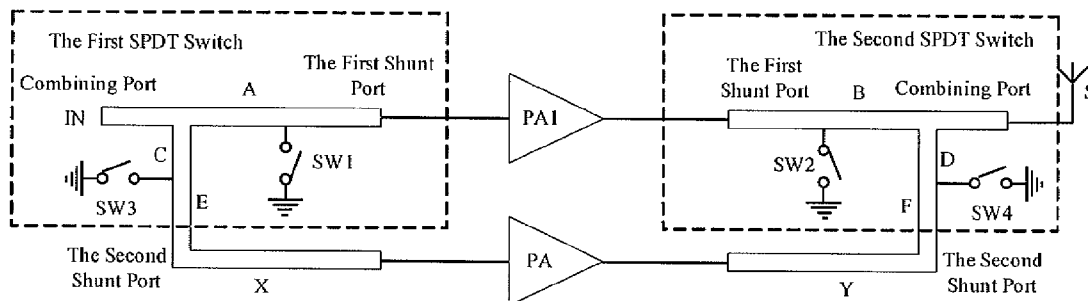 The First SPDT Switch
Combining Port
A
The First Shunt
Port
IN
C
SW3
E
SW1
The Second
Shunt Port
X
PA1
PA
The Second SPDT Switch
The First
Shunt Port
B
Combining Port
S
SW2
D
F
SW4
Y
The Second
Shunt Port